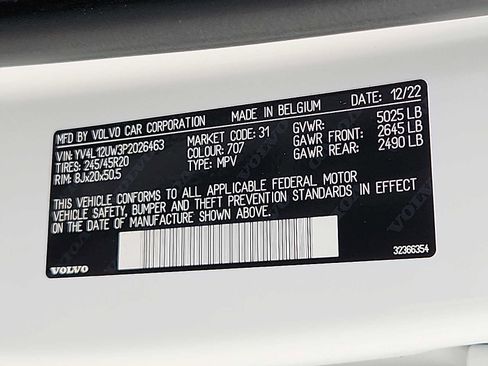 MFD BY VOLVO CAR CORPORATION MADE IN BELGIUM DATE: 12/22
VIN: YV4L12UW3P2026463 MARKET CODE: 31 GVWR: 5025 LB
TIRES: 245/45R20 COLOUR: 707 GAWR FRONT: 2645 LB
RIM: 8Jx20x50.5 TYPE: MPV GAWR REAR: 2490 LB
THIS VEHICLE CONFORMS TO ALL APPLICABLE FEDERAL MOTOR
VEHICLE SAFETY, BUMPER AND THEFT PREVENTION STANDARDS IN EFFECT
ON THE DATE OF MANUFACTURE SHOWN ABOVE.
VOLVO 32366354